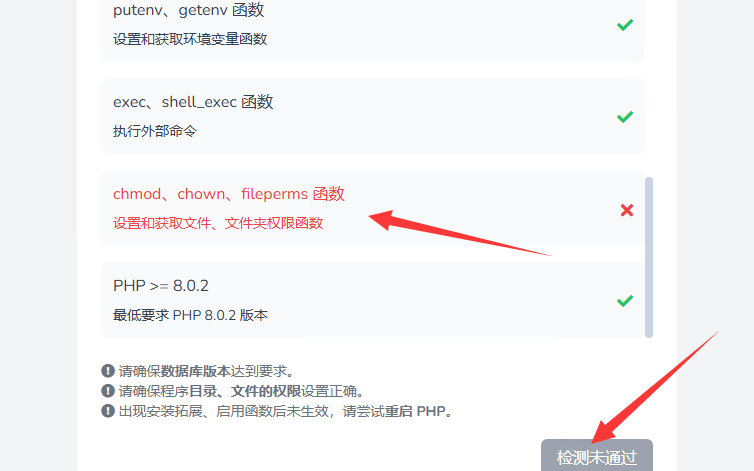 putenv、getenv 函数
设置和获取环境变量函数
exec、shell_exec 函数
执行外部命令
chmod、chown、fileperms 函数
设置和获取文件、文件夹权限函数
PHP >= 8.0.2
最低要求 PHP 8.0.2 版本
请确保数据库版本达到要求。
请确保程序目录、文件的权限设置正确。
出现安装拓展、启用函数后未生效，请尝试重启 PHP。
检测未通过